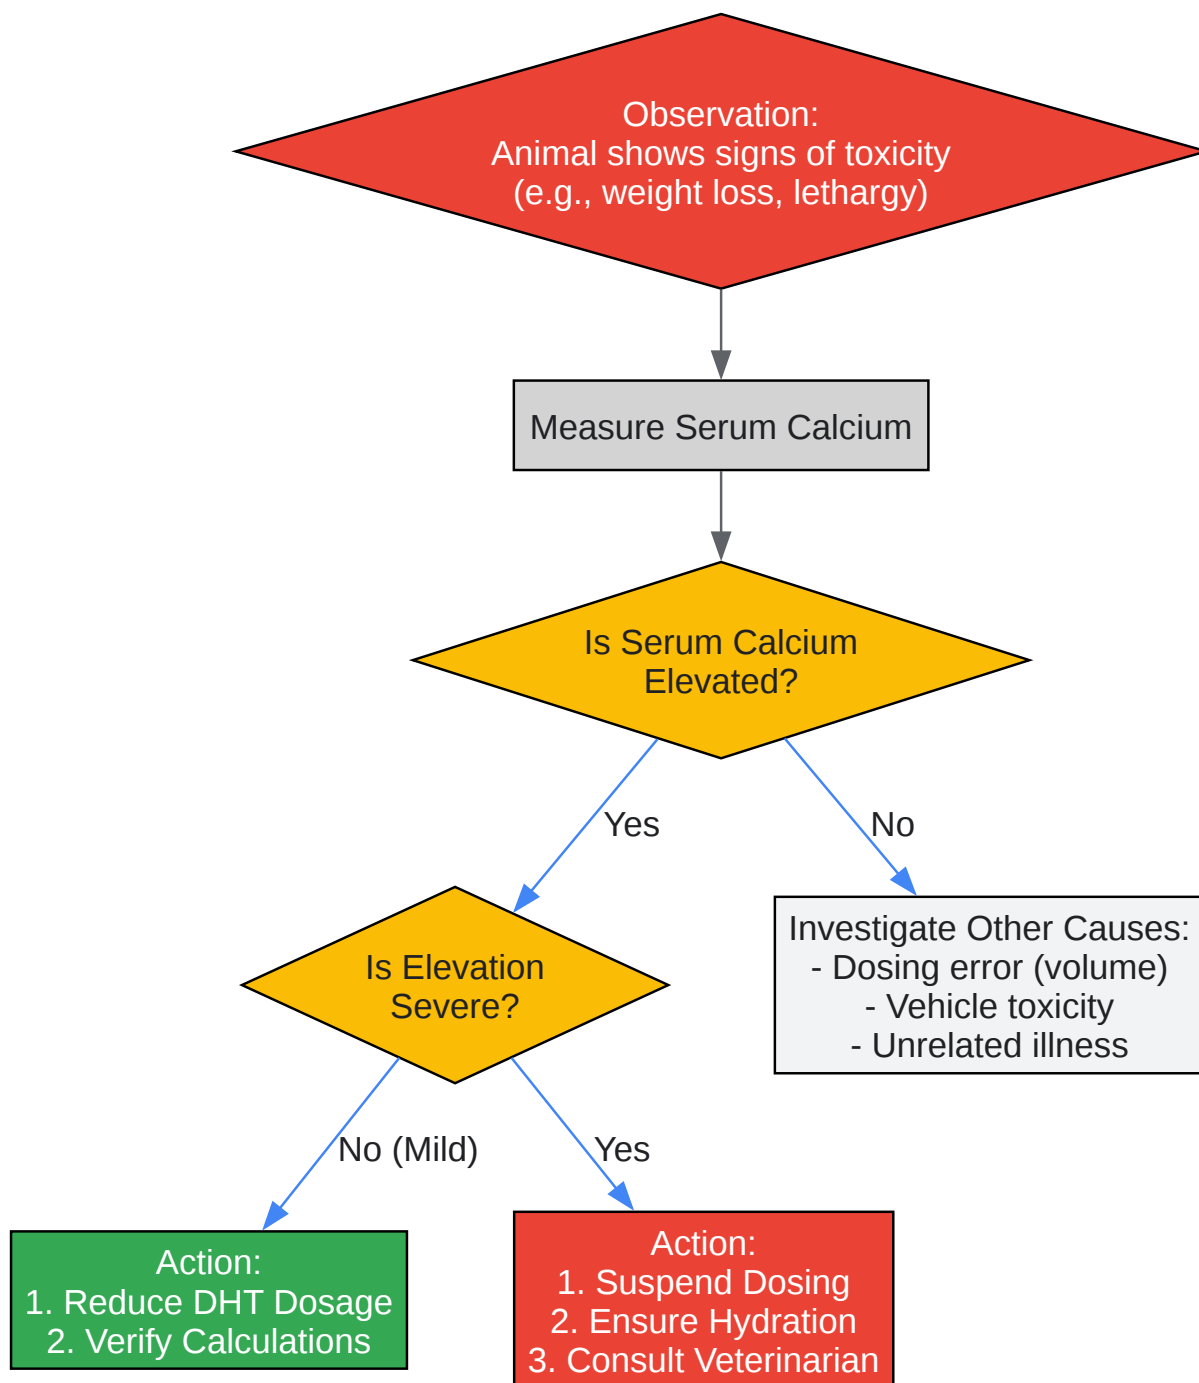 Observation:
Animal shows signs of toxicity
(e.g., weight loss, lethargy)
Measure Serum Calcium
Is Serum Calcium
Elevated?
Yes
No
Is Elevation
Severe?
Investigate Other Causes:
- Dosing error (volume)
- Vehicle toxicity
- Unrelated illness
No (Mild)
Yes
Action:
1. Reduce DHT Dosage
2. Verify Calculations
Action:
1. Suspend Dosing
2. Ensure Hydration
3. Consult Veterinarian